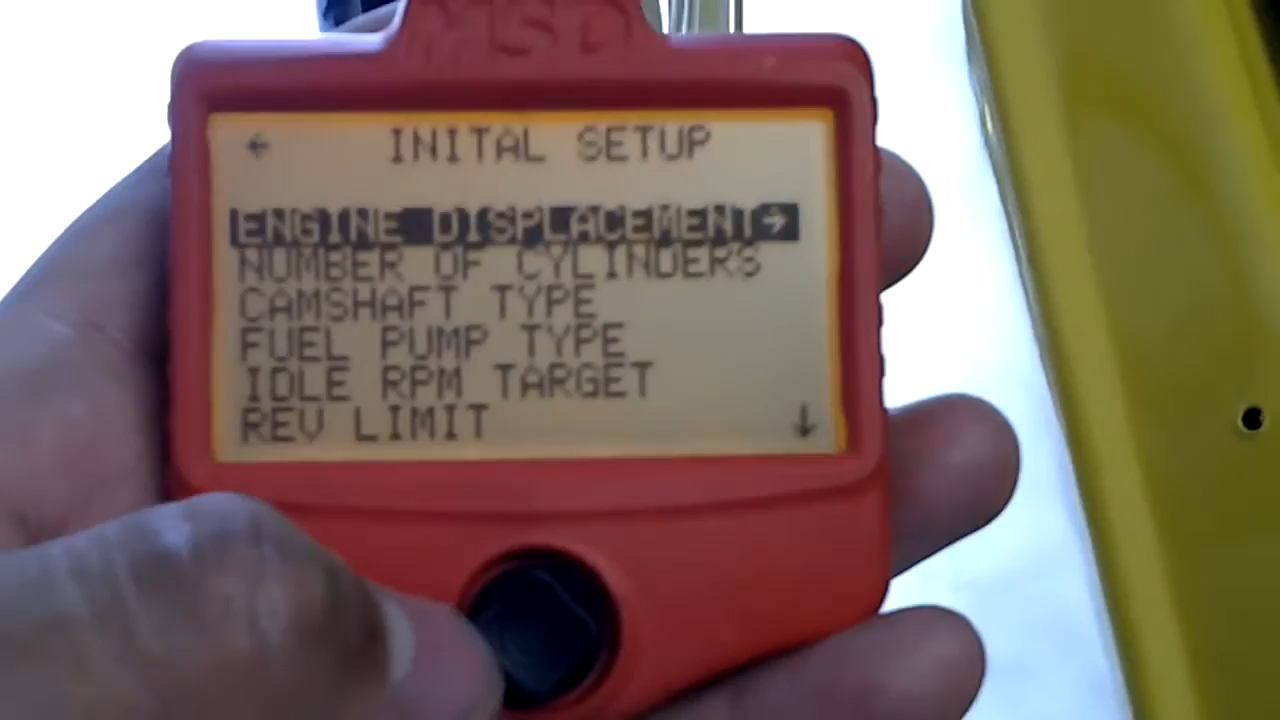 MSD
← INITAL SETUP
ENGINE DISPLACEMENT→
NUMBER OF CYLINDERS
CAMSHAFT TYPE
FUEL PUMP TYPE
IDLE RPM TARGET
REV LIMIT ↓